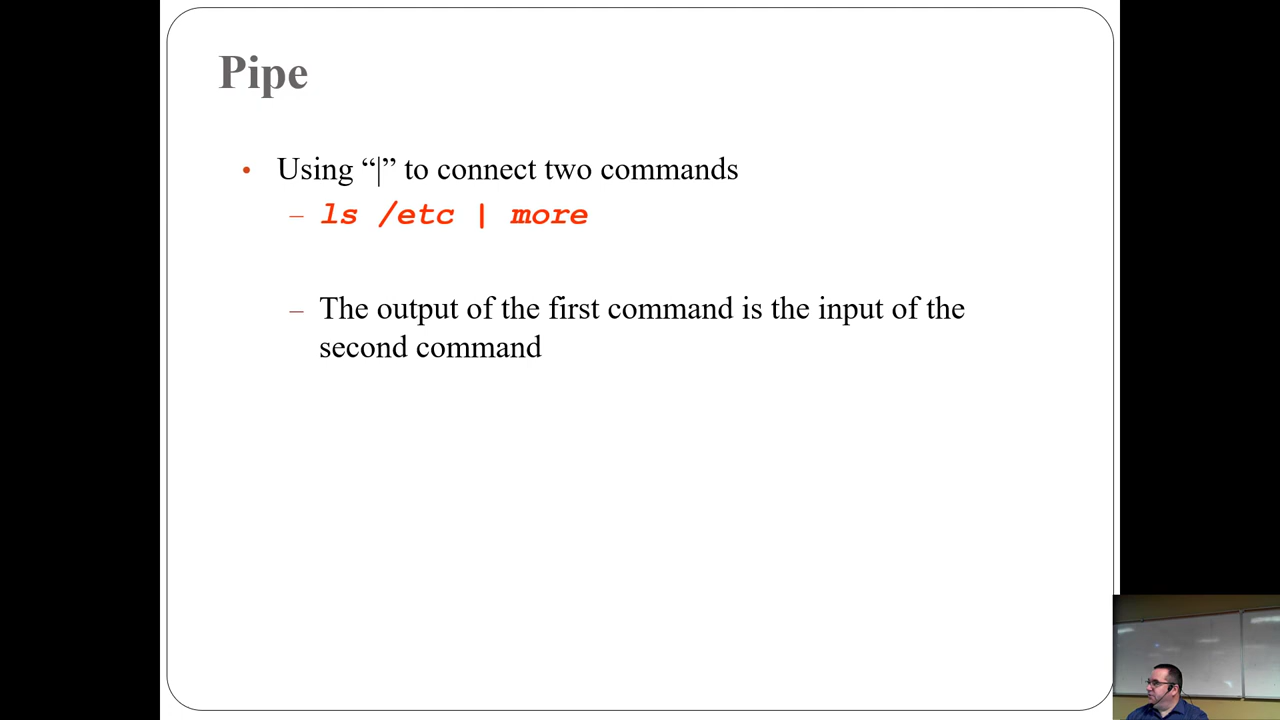 Pipe
• Using “|” to connect two commands
– ls /etc | more
– The output of the first command is the input of the
second command